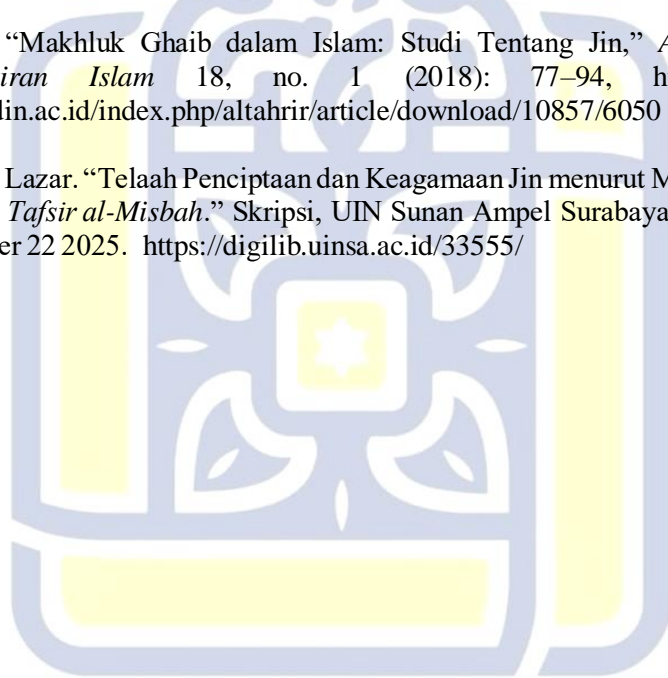 “Makhluk Ghaib dalam Islam: Studi Tentang Jin,”
iran Islam 18, no. 1 (2018): 77–94, h
din.ac.id/index.php/altahrir/article/download/10857/6050
Lazar. “Telaah Penciptaan dan Keagamaan Jin menurut M
Tafsir al-Misbah.” Skripsi, UIN Sunan Ampel Surabaya
er 22 2025. https://digilib.uinsa.ac.id/33555/